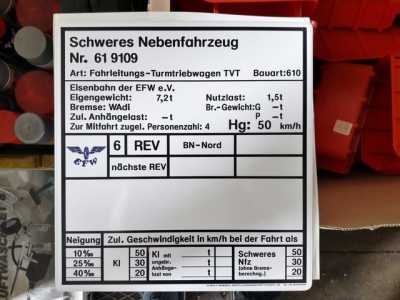 Schweres Nebenfahrzeug
Nr. 61 9109
Art: Fahrleitungs-Turmtriebwagen TVT Bauart:610
Eisenbahn der EFW e.V.
Eigengewicht: 7,2t Nutzlast: 1,5t
Bremse: WAdi Br.-Gewicht:G -t
Zul. Anhängelast: -t P -t
Zur Mitfahrt zugel. Personenzahl: 4 Hg: 50 km/h
EFW 6 REV BN-Nord
nächste REV
Neigung Zul. Geschwindigkeit in km/h bei der Fahrt als
10‰ 50 Kl mit t Schweres 50
25‰ Kl 30 ungebr. t Nfz 30
40‰ 20 Anhänge- last von t (ohne Brems- berechng.) 20